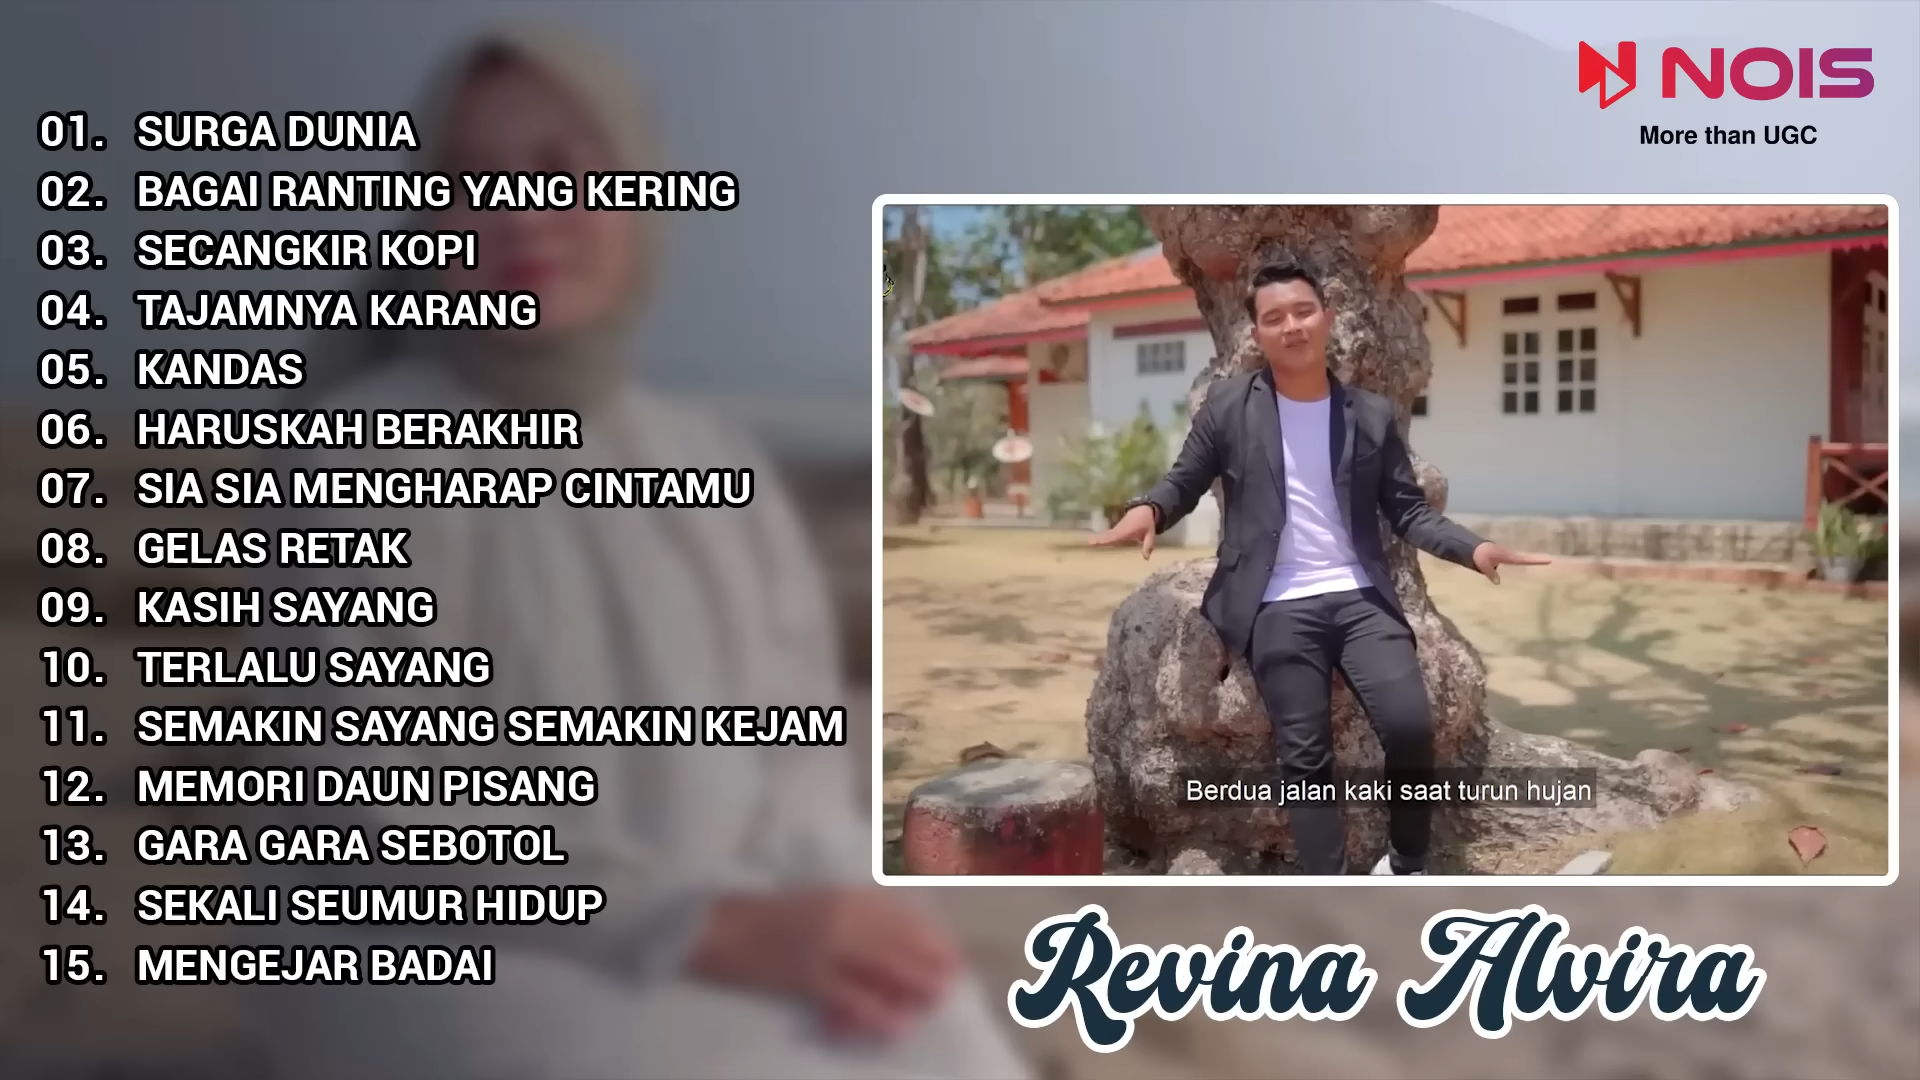 01. SURGA DUNIA
02. BAGAI RANTING YANG KERING
03. SECANGKIR KOPI
04. TAJAMNYA KARANG
05. KANDAS
06. HARUSKAH BERAKHIR
07. SIA SIA MENGHARAP CINTAMU
08. GELAS RETAK
09. KASIH SAYANG
10. TERLALU SAYANG
11. SEMAKIN SAYANG SEMAKIN KEJAM
12. MEMORI DAUN PISANG
13. GARA GARA SEBOTOL
14. SEKALI SEUMUR HIDUP
15. MENGEJAR BADAI
NOIS
More than UGC
Berdua jalan kaki saat turun hujan
Revina Alvira